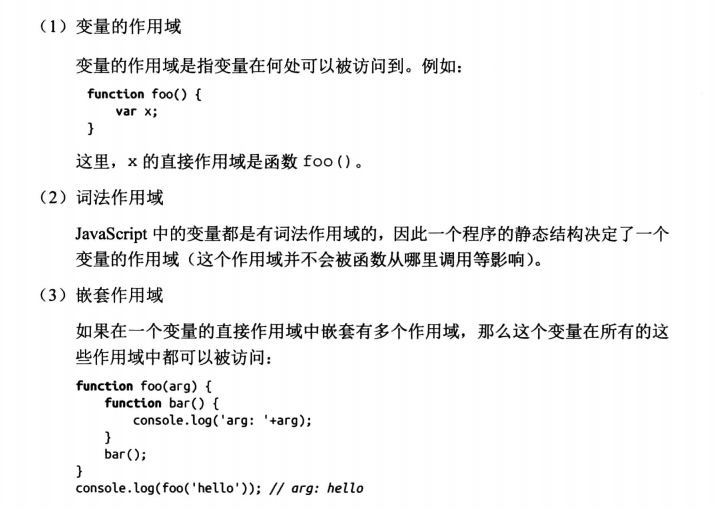 （1）变量的作用域
变量的作用域是指变量在何处可以被访问到。例如：
function foo() {
    var x;
}
这里，x 的直接作用域是函数 foo()。
（2）词法作用域
JavaScript 中的变量都是有词法作用域的，因此一个程序的静态结构决定了一个
变量的作用域（这个作用域并不会被函数从哪里调用等影响）。
（3）嵌套作用域
如果在一个变量的直接作用域中嵌套有多个作用域，那么这个变量在所有的这
些作用域中都可以被访问：
function foo(arg) {
    function bar() {
        console.log('arg: '+arg);
    }
    bar();
}
console.log(foo('hello')); // arg: hello